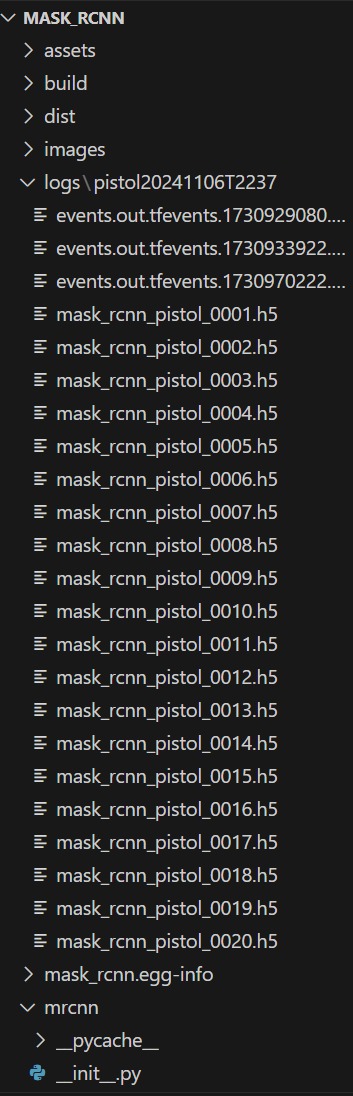 MASK_RCNN
assets
build
dist
images
logs\pistol20241106T2237
events.out.tfevents.1730929080....
events.out.tfevents.1730933922....
events.out.tfevents.1730970222....
mask_rcnn_pistol_0001.h5
mask_rcnn_pistol_0002.h5
mask_rcnn_pistol_0003.h5
mask_rcnn_pistol_0004.h5
mask_rcnn_pistol_0005.h5
mask_rcnn_pistol_0006.h5
mask_rcnn_pistol_0007.h5
mask_rcnn_pistol_0008.h5
mask_rcnn_pistol_0009.h5
mask_rcnn_pistol_0010.h5
mask_rcnn_pistol_0011.h5
mask_rcnn_pistol_0012.h5
mask_rcnn_pistol_0013.h5
mask_rcnn_pistol_0014.h5
mask_rcnn_pistol_0015.h5
mask_rcnn_pistol_0016.h5
mask_rcnn_pistol_0017.h5
mask_rcnn_pistol_0018.h5
mask_rcnn_pistol_0019.h5
mask_rcnn_pistol_0020.h5
mask_rcnn.egg-info
mrcnn
__pycache__
__init__.py